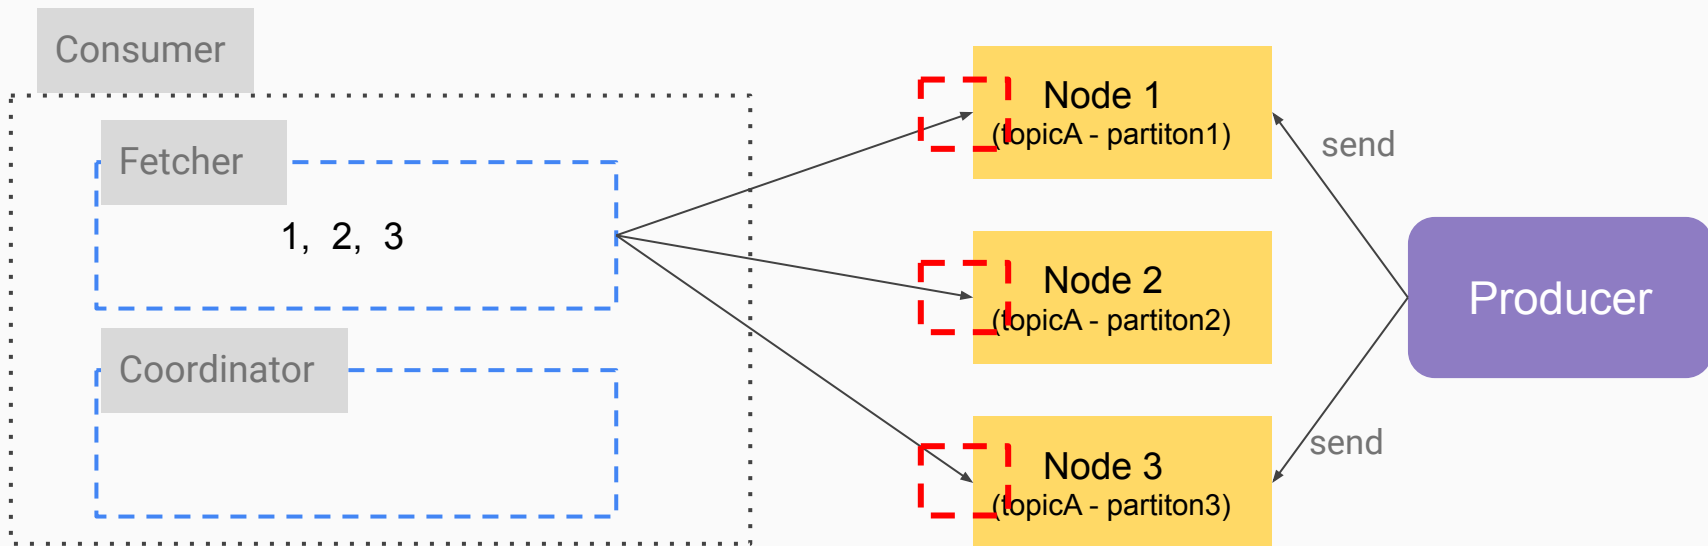 Consumer
Fetcher
1, 2, 3
Coordinator
Node 1
(topicA - partiton1)
Node 2
(topicA - partiton2)
Node 3
(topicA - partiton3)
send
send
Producer